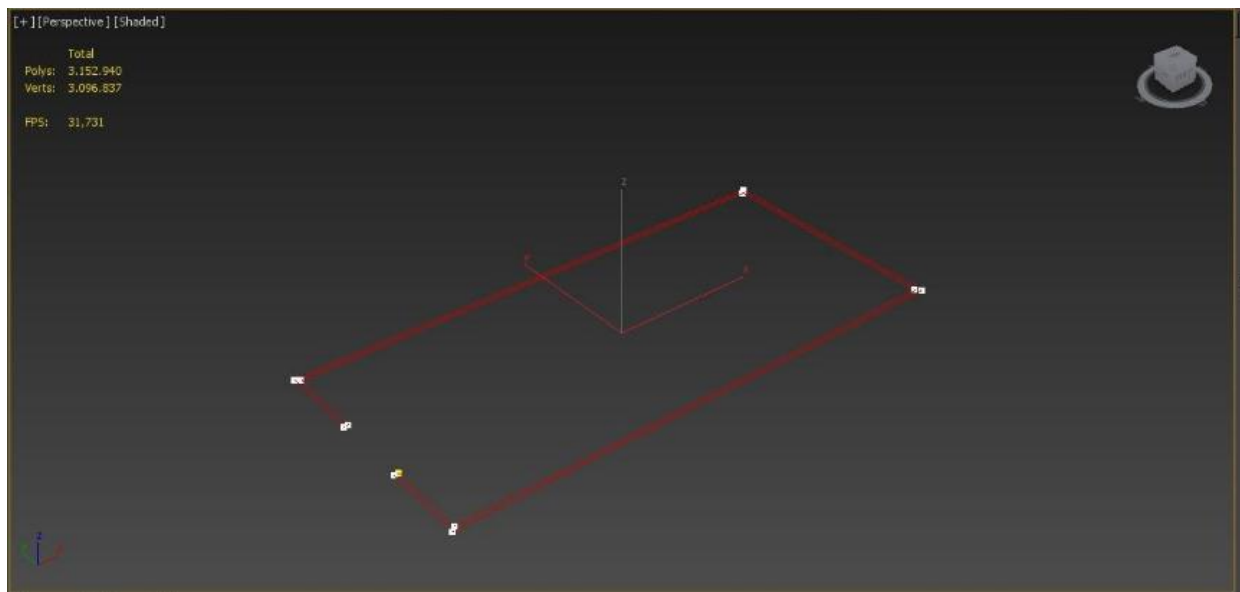 [+][Perspective][Shaded]
Total
Polys: 3.152.940
Verts: 3.096.837
FPS: 31,731
Z
Z